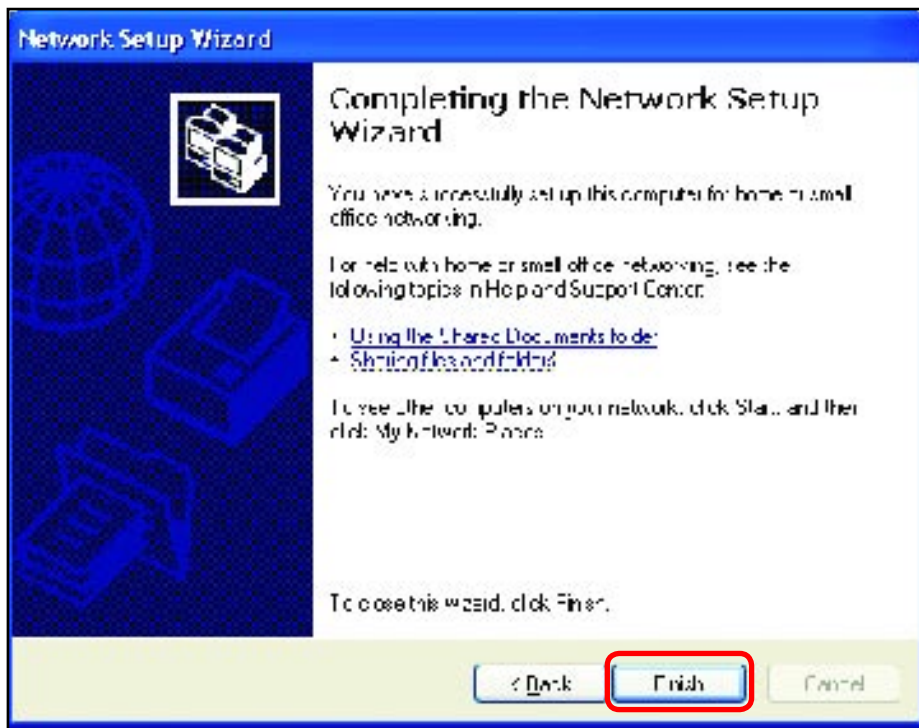 Network Setup Wizard
Completing the Network Setup
Wizard
You have successfully set up this computer for home or small
office networking.
For help with home or small office networking, see the
following topics in Help and Support Center:
• Using the Shared Documents folder
• Sharing files and folders
To see other computers on your network, click Start, and then
click My Network Places.
To close this wizard, click Finish.
< Back
Finish
Cancel